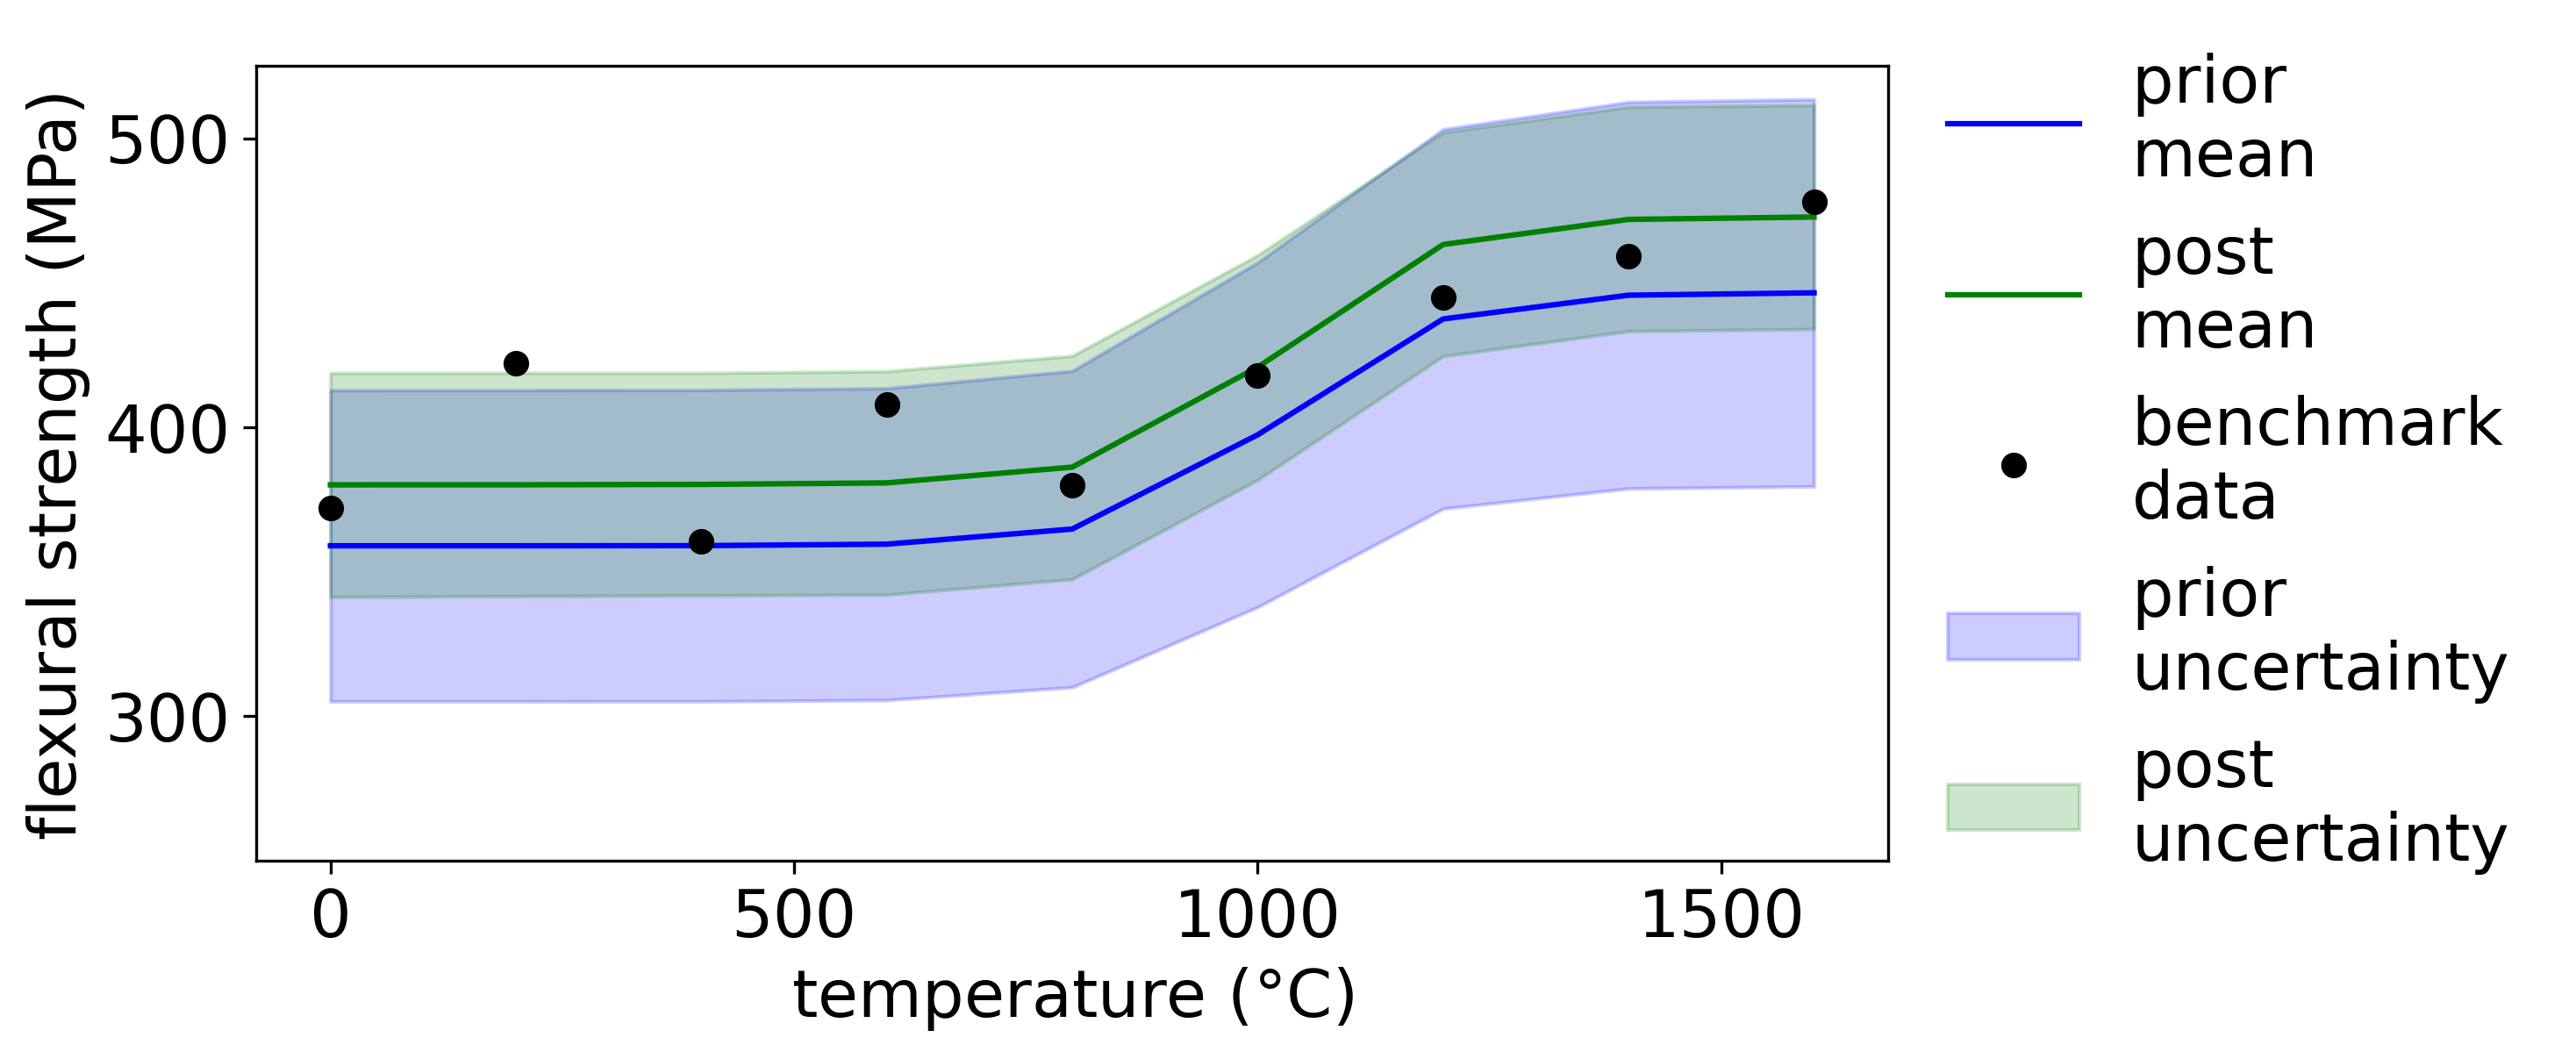 flexural strength (MPa)
500
400
300
0
500
1000
1500
temperature (°C)
prior
mean
post
mean
benchmark
data
prior
uncertainty
post
uncertainty